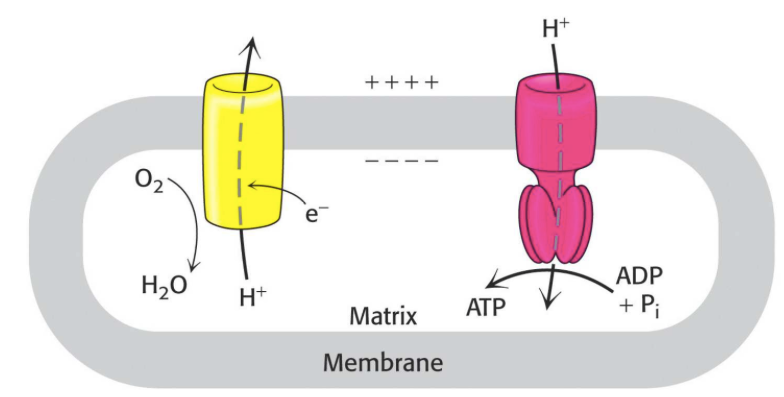 H⁺
++++
----
O₂
e⁻
H₂O
H⁺
ADP
+ Pᵢ
ATP
Matrix
Membrane